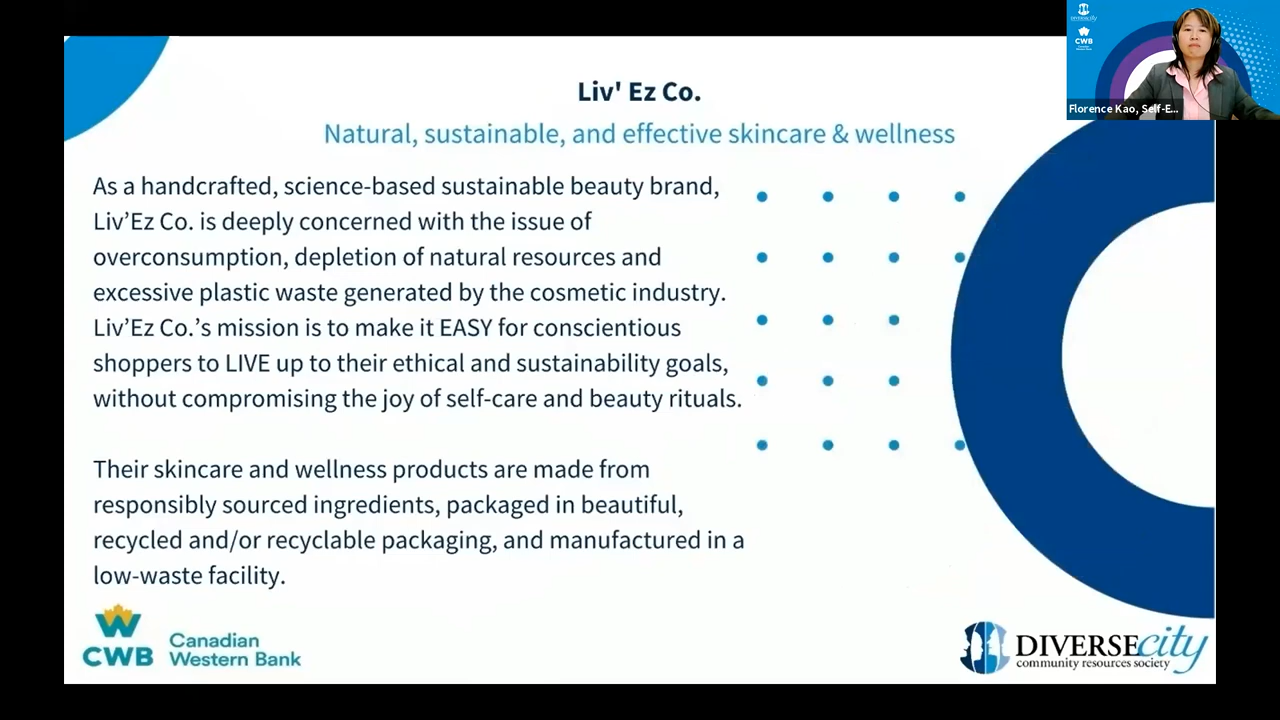 Liv' Ez Co.
Natural, sustainable, and effective skincare & wellness
As a handcrafted, science-based sustainable beauty brand,
Liv’Ez Co. is deeply concerned with the issue of
overconsumption, depletion of natural resources and
excessive plastic waste generated by the cosmetic industry.
Liv’Ez Co.’s mission is to make it EASY for conscientious
shoppers to LIVE up to their ethical and sustainability goals,
without compromising the joy of self-care and beauty rituals.
Their skincare and wellness products are made from
responsibly sourced ingredients, packaged in beautiful,
recycled and/or recyclable packaging, and manufactured in a
low-waste facility.
CWB
Canadian
Western Bank
DIVERSEcity
community resources society
CWB
Florence Kao, Self-E...